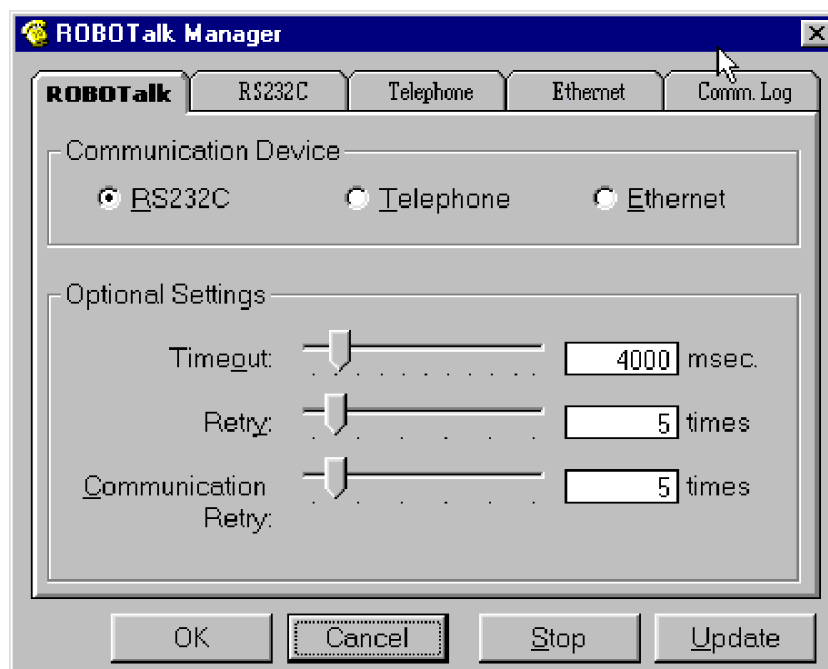 ROBOTalk Manager
ROBOTalk RS232C Telephone Ethernet Comm. Log
Communication Device
RS232C Telephone Ethernet
Optional Settings
Timeout: 4000 msec.
Retry: 5 times
Communication Retry: 5 times
OK Cancel Stop Update